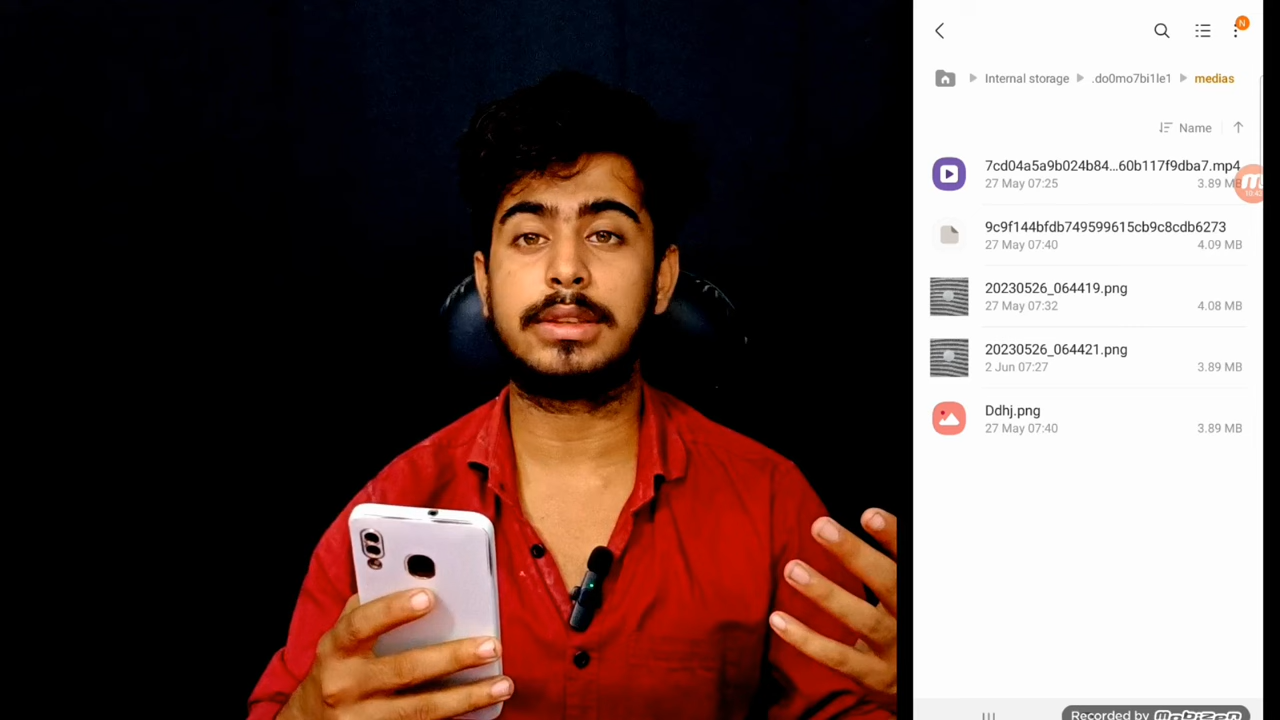 N
Internal storage .do0mo7bi1le1 medias
Name
7cd04a5a9b024b84...60b117f9dba7.mp4
27 May 07:25 3.89 MB
9c9f144bfdb749599615cb9c8cdb6273
27 May 07:40 4.09 MB
20230526_064419.png
27 May 07:32 4.08 MB
20230526_064421.png
2 Jun 07:27 3.89 MB
Ddhj.png
27 May 07:40 3.89 MB
Recorded by MOBIZEN